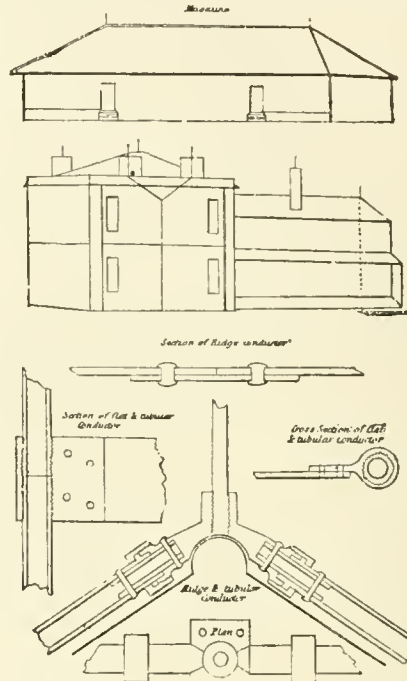 Section of Ridge conductor
Section of flat & tubular
Conductor
Cross Section of flat
& tubular conductor
Ridge & tubular
Conductor
Plan